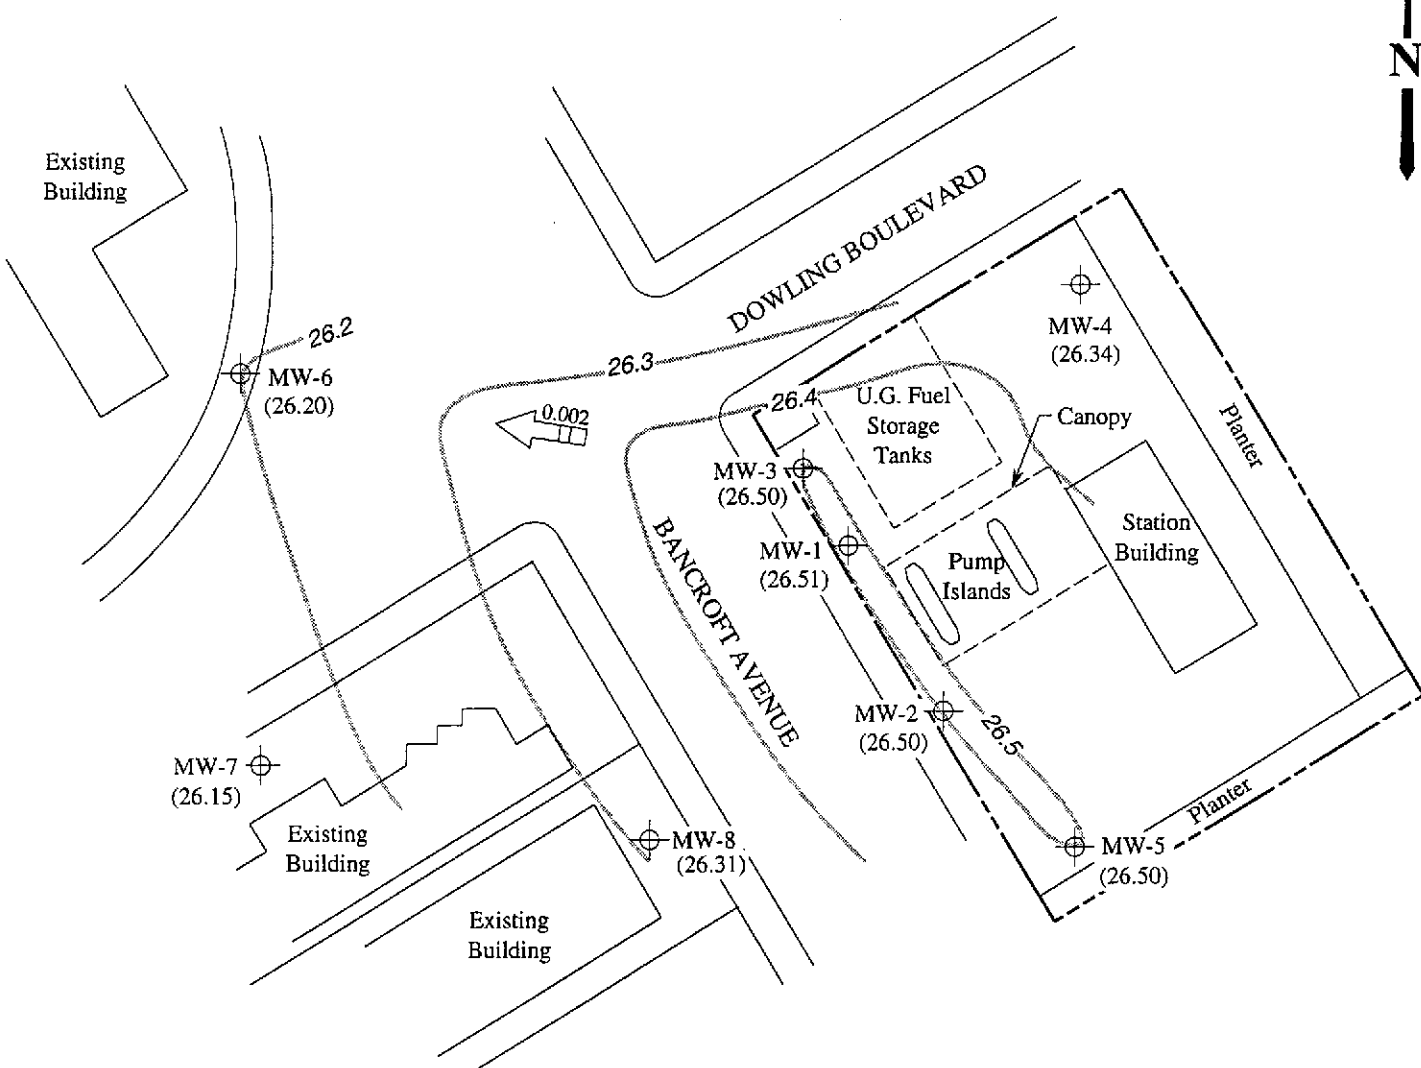 N
Existing
Building
DOWLING BOULEVARD
MW-4
(26.34)
26.2
26.3
MW-6
(26.20)
0.002
26.4
U.G. Fuel
Storage
Tanks
Canopy
Planter
MW-3
(26.50)
BANCROFT AVENUE
MW-1
(26.51)
Pump
Islands
Station
Building
MW-2
(26.50)
26.5
MW-7
(26.15)
Existing
Building
MW-8
(26.31)
Planter
MW-5
(26.50)
Existing
Building